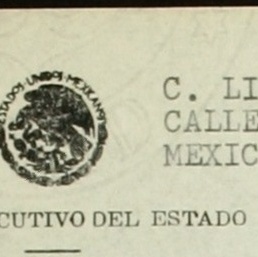 ESTADOS UNIDOS MEXICANOS
C. LI
CALLE
MEXIC
CUTIVO DEL ESTADO